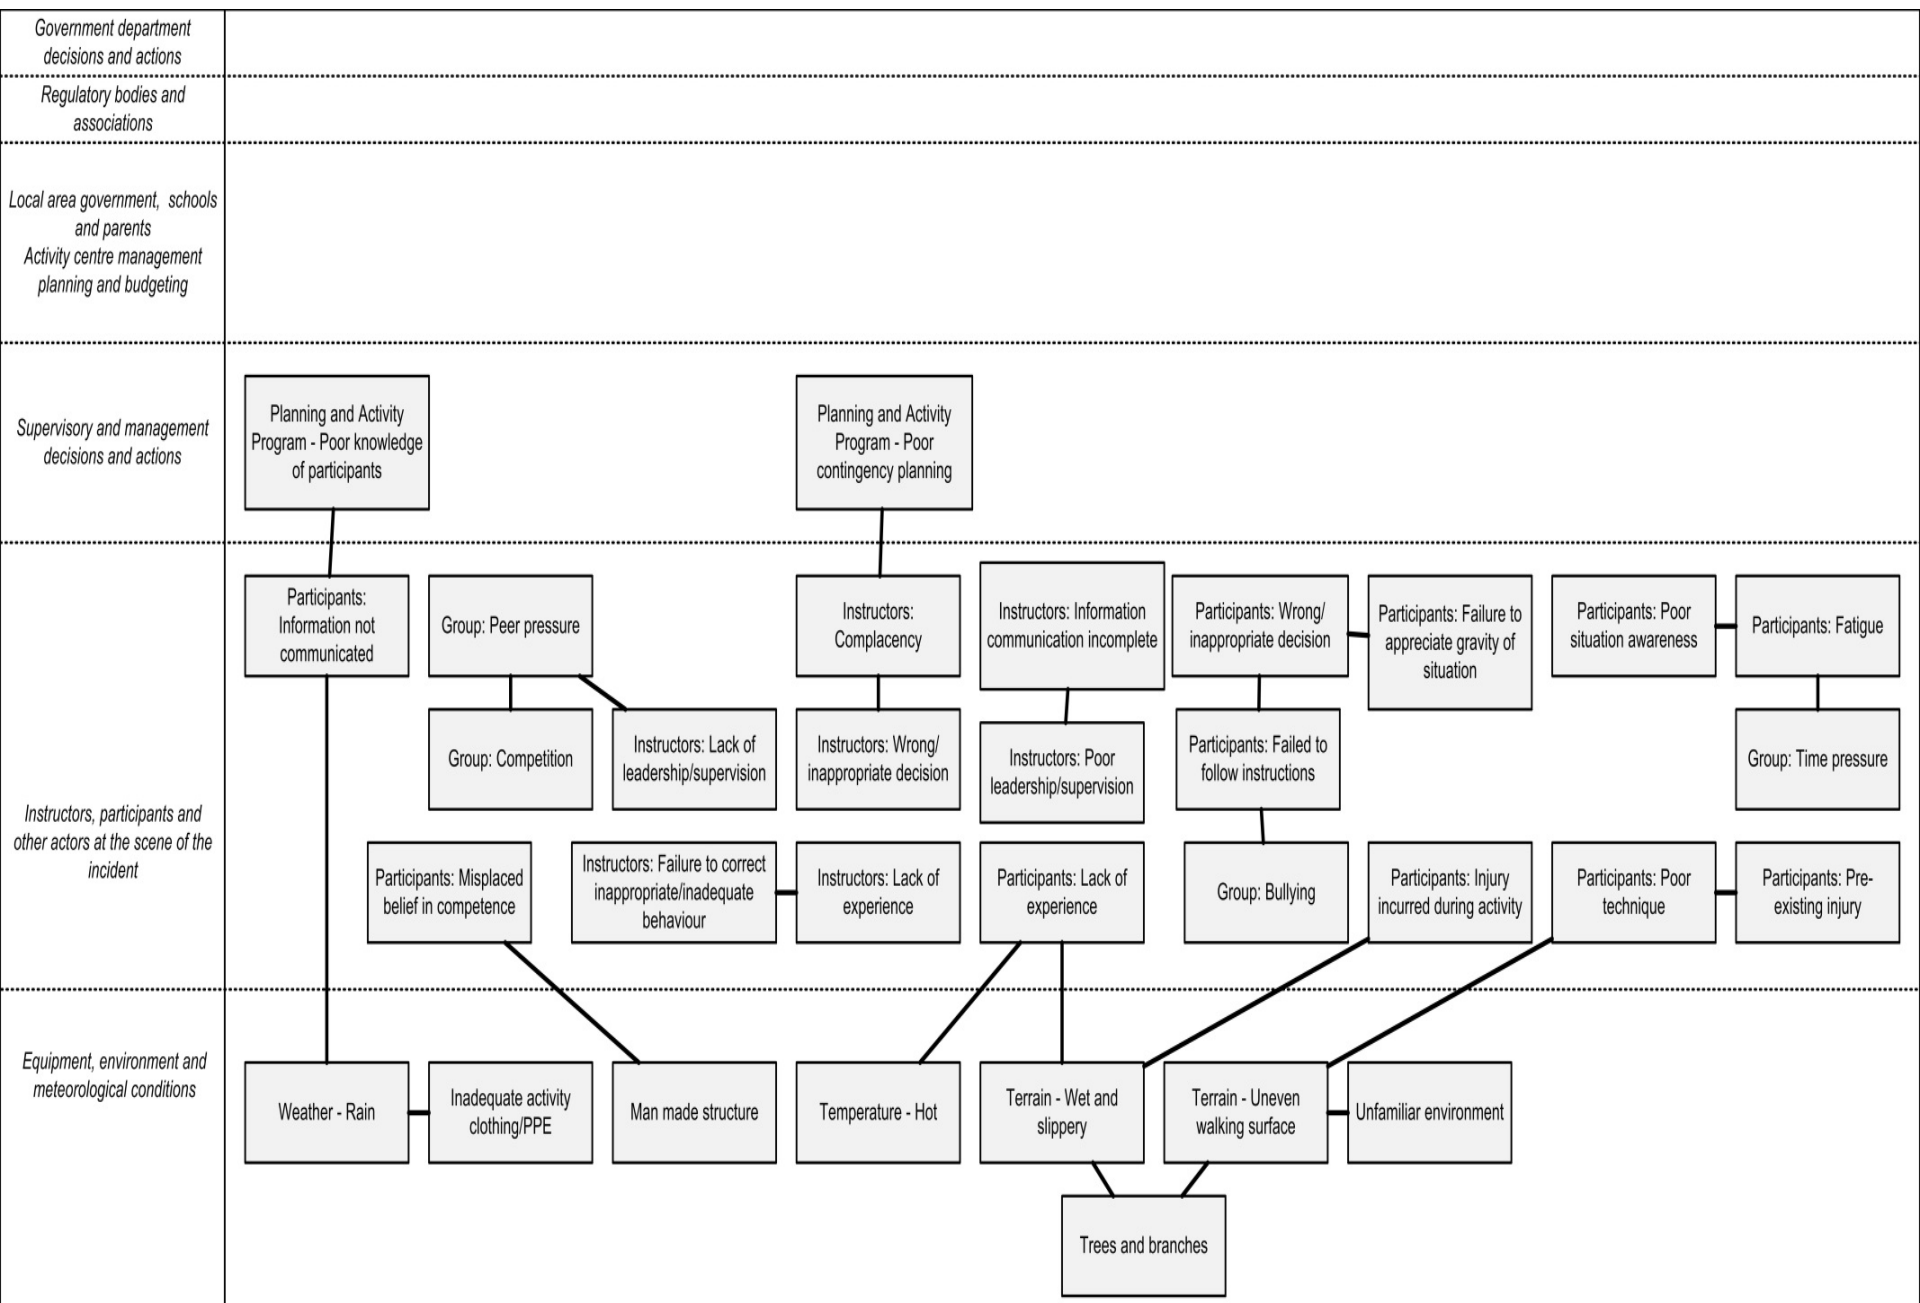 Government department
decisions and actions
Regulatory bodies and
associations
Local area government, schools
and parents
Activity centre management
planning and budgeting
Supervisory and management
decisions and actions
Planning and Activity
Program - Poor knowledge
of participants
Planning and Activity
Program - Poor
contingency planning
Instructors, participants and
other actors at the scene of the
incident
Participants:
Information not
communicated
Group: Peer pressure
Instructors:
Complacency
Instructors: Information
communication incomplete
Participants: Wrong/
inappropriate decision
Participants: Failure to
appreciate gravity of
situation
Participants: Poor
situation awareness
Participants: Fatigue
Group: Competition
Instructors: Lack of
leadership/supervision
Instructors: Wrong/
inappropriate decision
Instructors: Poor
leadership/supervision
Participants: Failed to
follow instructions
Group: Time pressure
Participants: Misplaced
belief in competence
Instructors: Failure to correct
inappropriate/inadequate
behaviour
Instructors: Lack of
experience
Participants: Lack of
experience
Group: Bullying
Participants: Injury
incurred during activity
Participants: Poor
technique
Participants: Pre-
existing injury
Equipment, environment and
meteorological conditions
Weather - Rain
Inadequate activity
clothing/PPE
Man made structure
Temperature - Hot
Terrain - Wet and
slippery
Terrain - Uneven
walking surface
Unfamiliar environment
Trees and branches